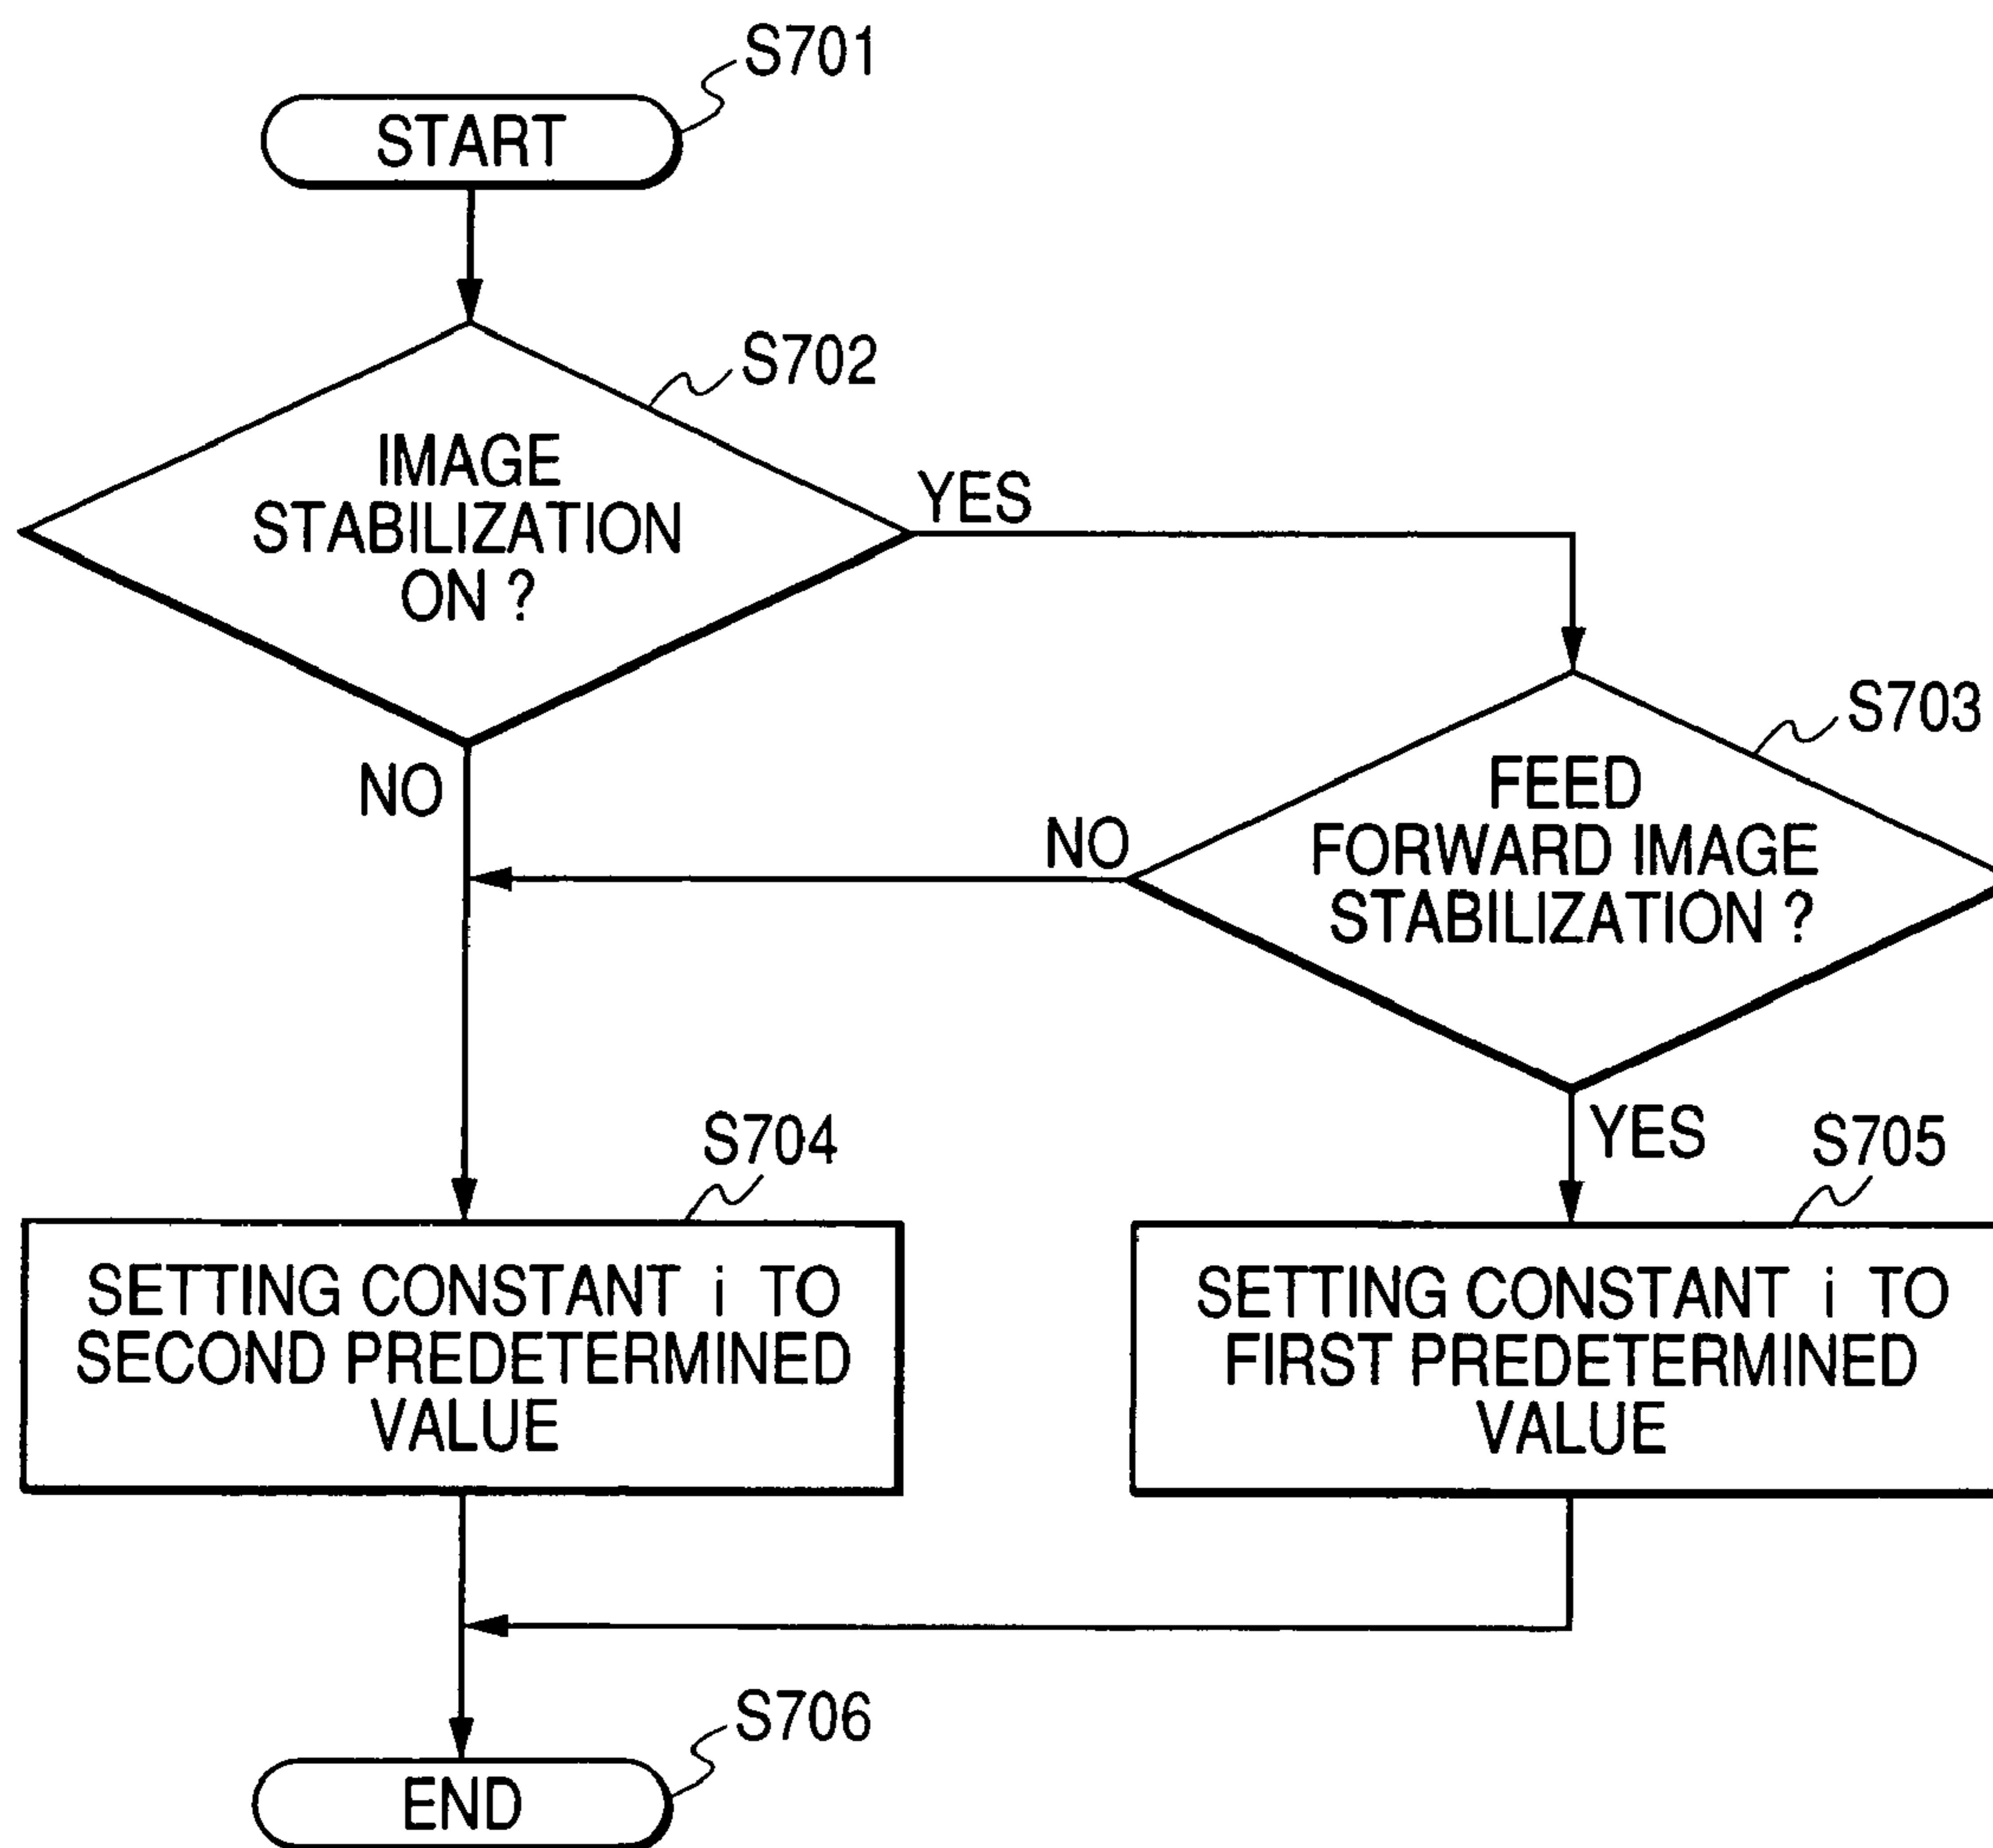 S701
START
S702
IMAGE
STABILIZATION
ON ?
YES
NO
S703
FEED
FORWARD IMAGE
STABILIZATION ?
NO
YES
S704
SETTING CONSTANT i TO
SECOND PREDETERMINED
VALUE
S705
SETTING CONSTANT i TO
FIRST PREDETERMINED
VALUE
S706
END